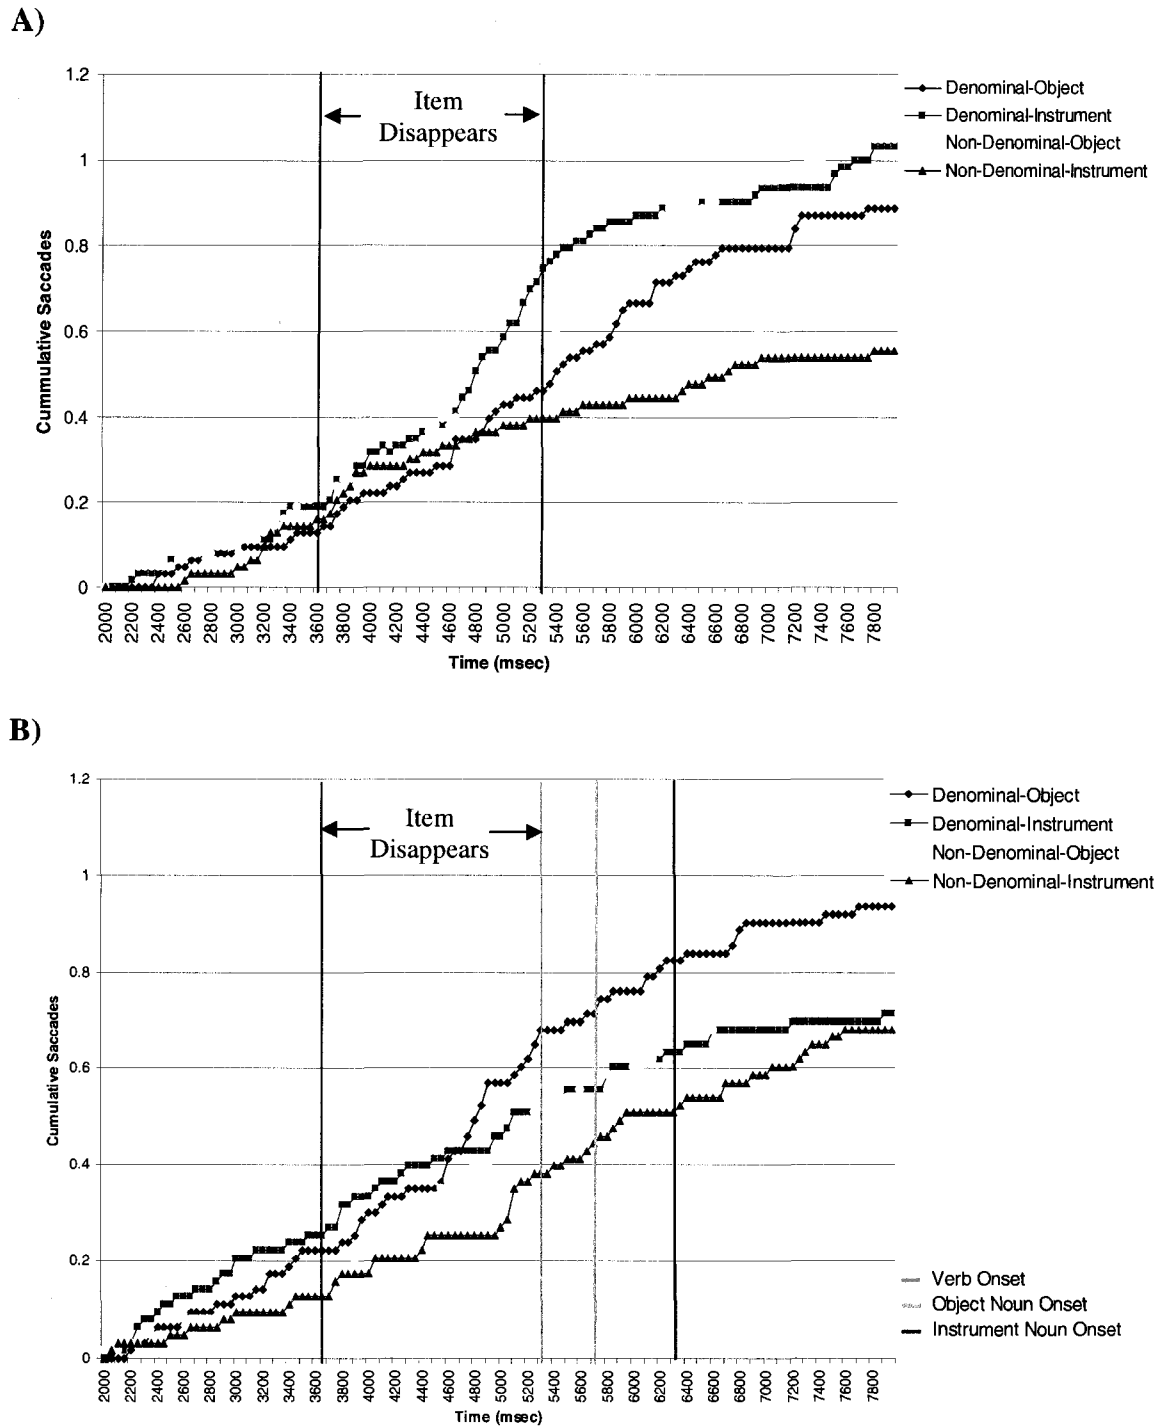 A)
1.2
1
0.8
0.6
0.4
0.2
0
Cummulative Saccades
Item
Disappears
Denominal-Object
Denominal-Instrument
Non-Denominal-Object
Non-Denominal-Instrument
2000 2200 2400 2600 2800 3000 3200 3400 3600 3800 4000 4200 4400 4600 4800 5000 5200 5400 5600 5800 6000 6200 6400 6600 6800 7000 7200 7400 7600 7800
Time (msec)
B)
1.2
1
0.8
0.6
0.4
0.2
0
Cumulative Saccades
Item
Disappears
Denominal-Object
Denominal-Instrument
Non-Denominal-Object
Non-Denominal-Instrument
Verb Onset
Object Noun Onset
Instrument Noun Onset
2000 2200 2400 2600 2800 3000 3200 3400 3600 3800 4000 4200 4400 4600 4800 5000 5200 5400 5600 5800 6000 6200 6400 6600 6800 7000 7200 7400 7600 7800
Time (msec)